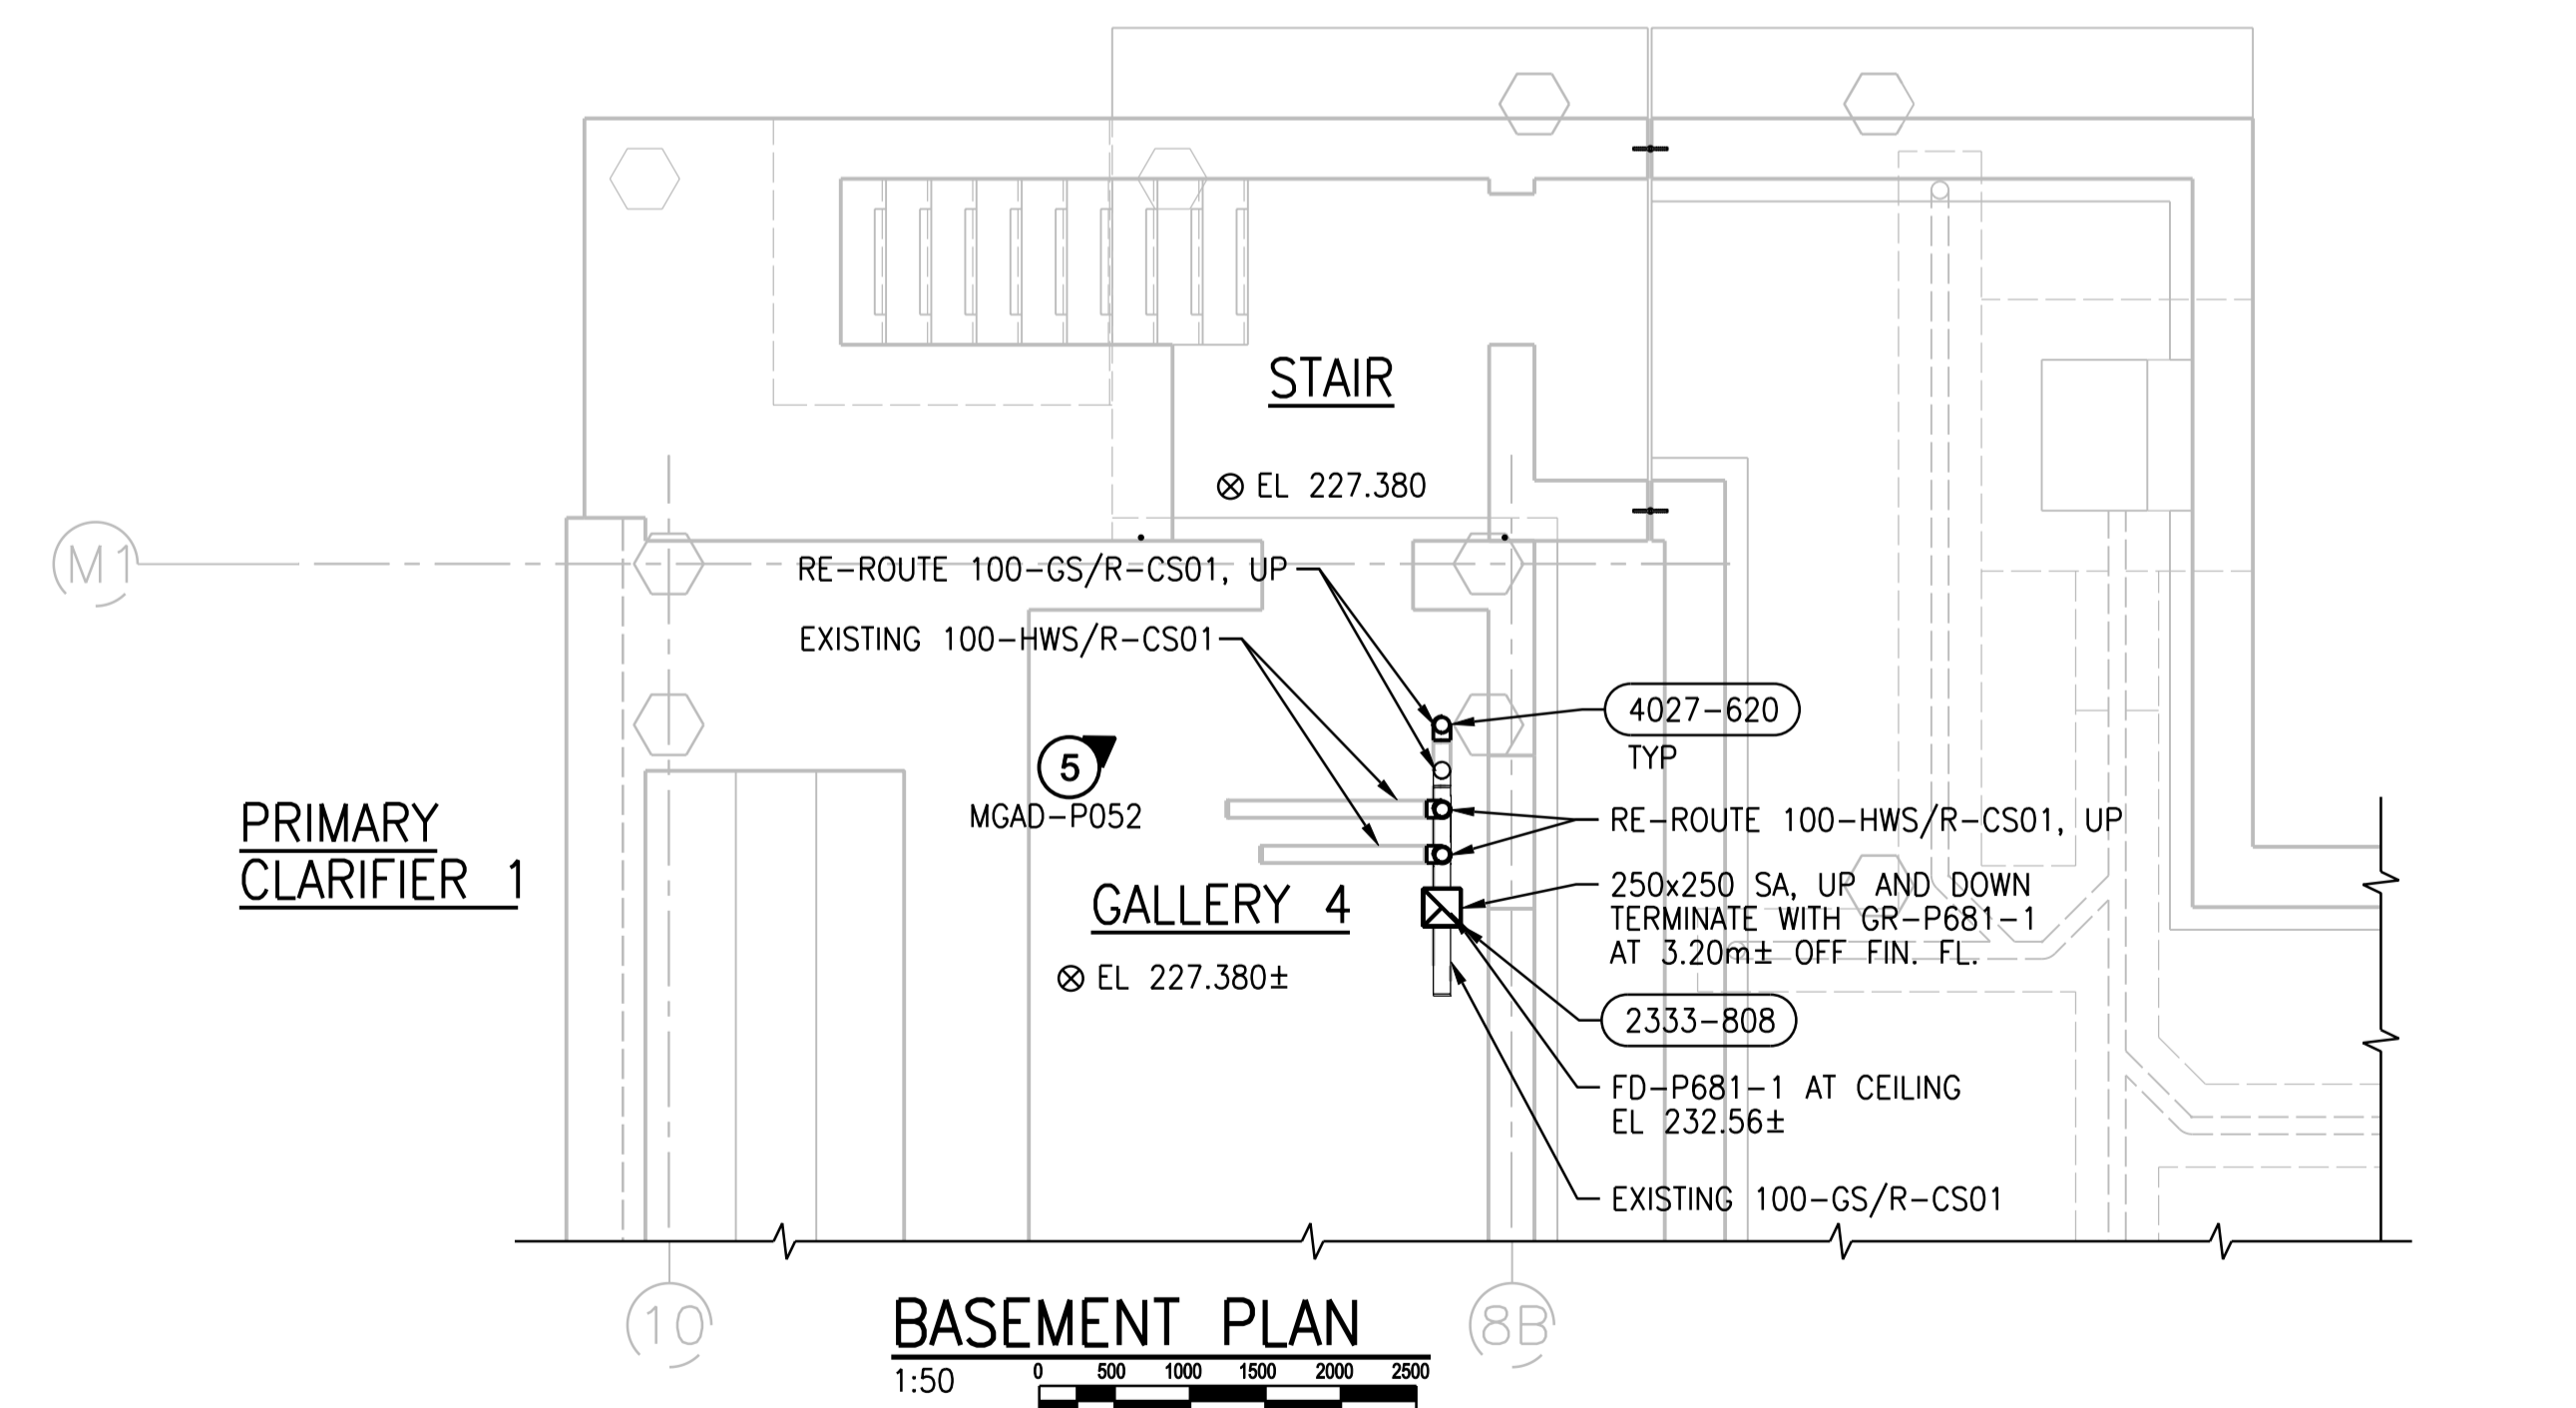 STAIR
EL 227.380
M1
RE-ROUTE 100-GS/R-CS01, UP
EXISTING 100-HWS/R-CS01
4027-620
TYP
5
MGAD-P052
PRIMARY
CLARIFIER 1
RE-ROUTE 100-HWS/R-CS01, UP
250x250 SA, UP AND DOWN
TERMINATE WITH GR-P681-1
AT 3.20m± OFF FIN. FL.
GALLERY 4
EL 227.380±
2333-808
FD-P681-1 AT CEILING
EL 232.56±
EXISTING 100-GS/R-CS01
10
8B
BASEMENT PLAN
1:50
0 500 1000 1500 2000 2500